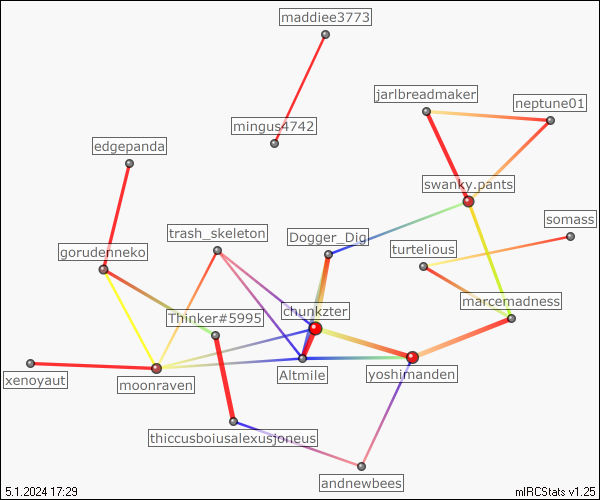 maddiee3773
jarlbreadmaker
neptune01
mingus4742
edgepanda
swanky.pants
somass
trash_skeleton
Dogger_Dig
turtelious
gorudenneko
marcemadness
chunkzter
Thinker#5995
xenoyaut
moonraven
Altmile
yoshimanden
thiccusboiusalexusjoneus
andnewbees
5.1.2024 17:29
mIRCStats v1.25